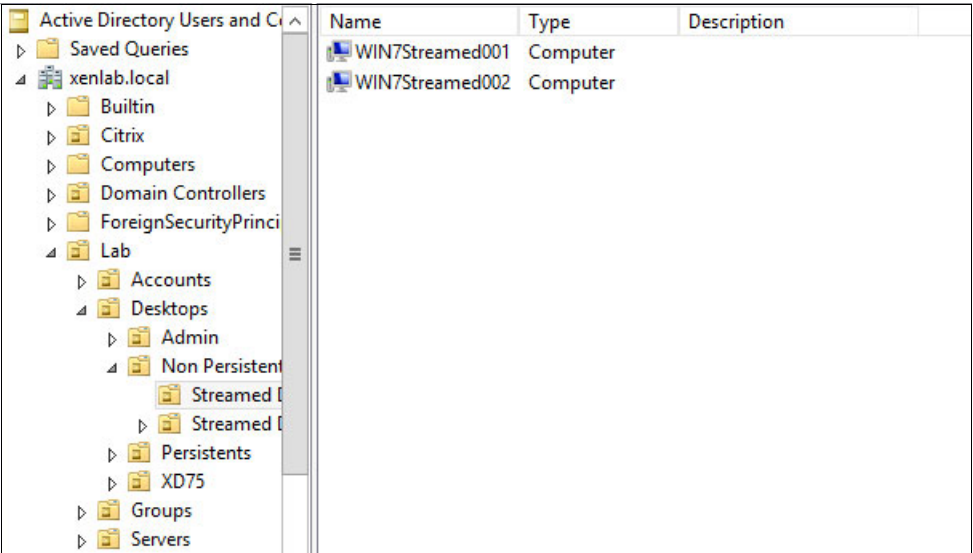 Active Directory Users and Co
Saved Queries
xenlab.local
Builtin
Citrix
Computers
Domain Controllers
ForeignSecurityPrinci
Lab
Accounts
Desktops
Admin
Non Persistent
Streamed D
Streamed D
Persistents
XD75
Groups
Servers
Name Type Description
WIN7Streamed001 Computer
WIN7Streamed002 Computer